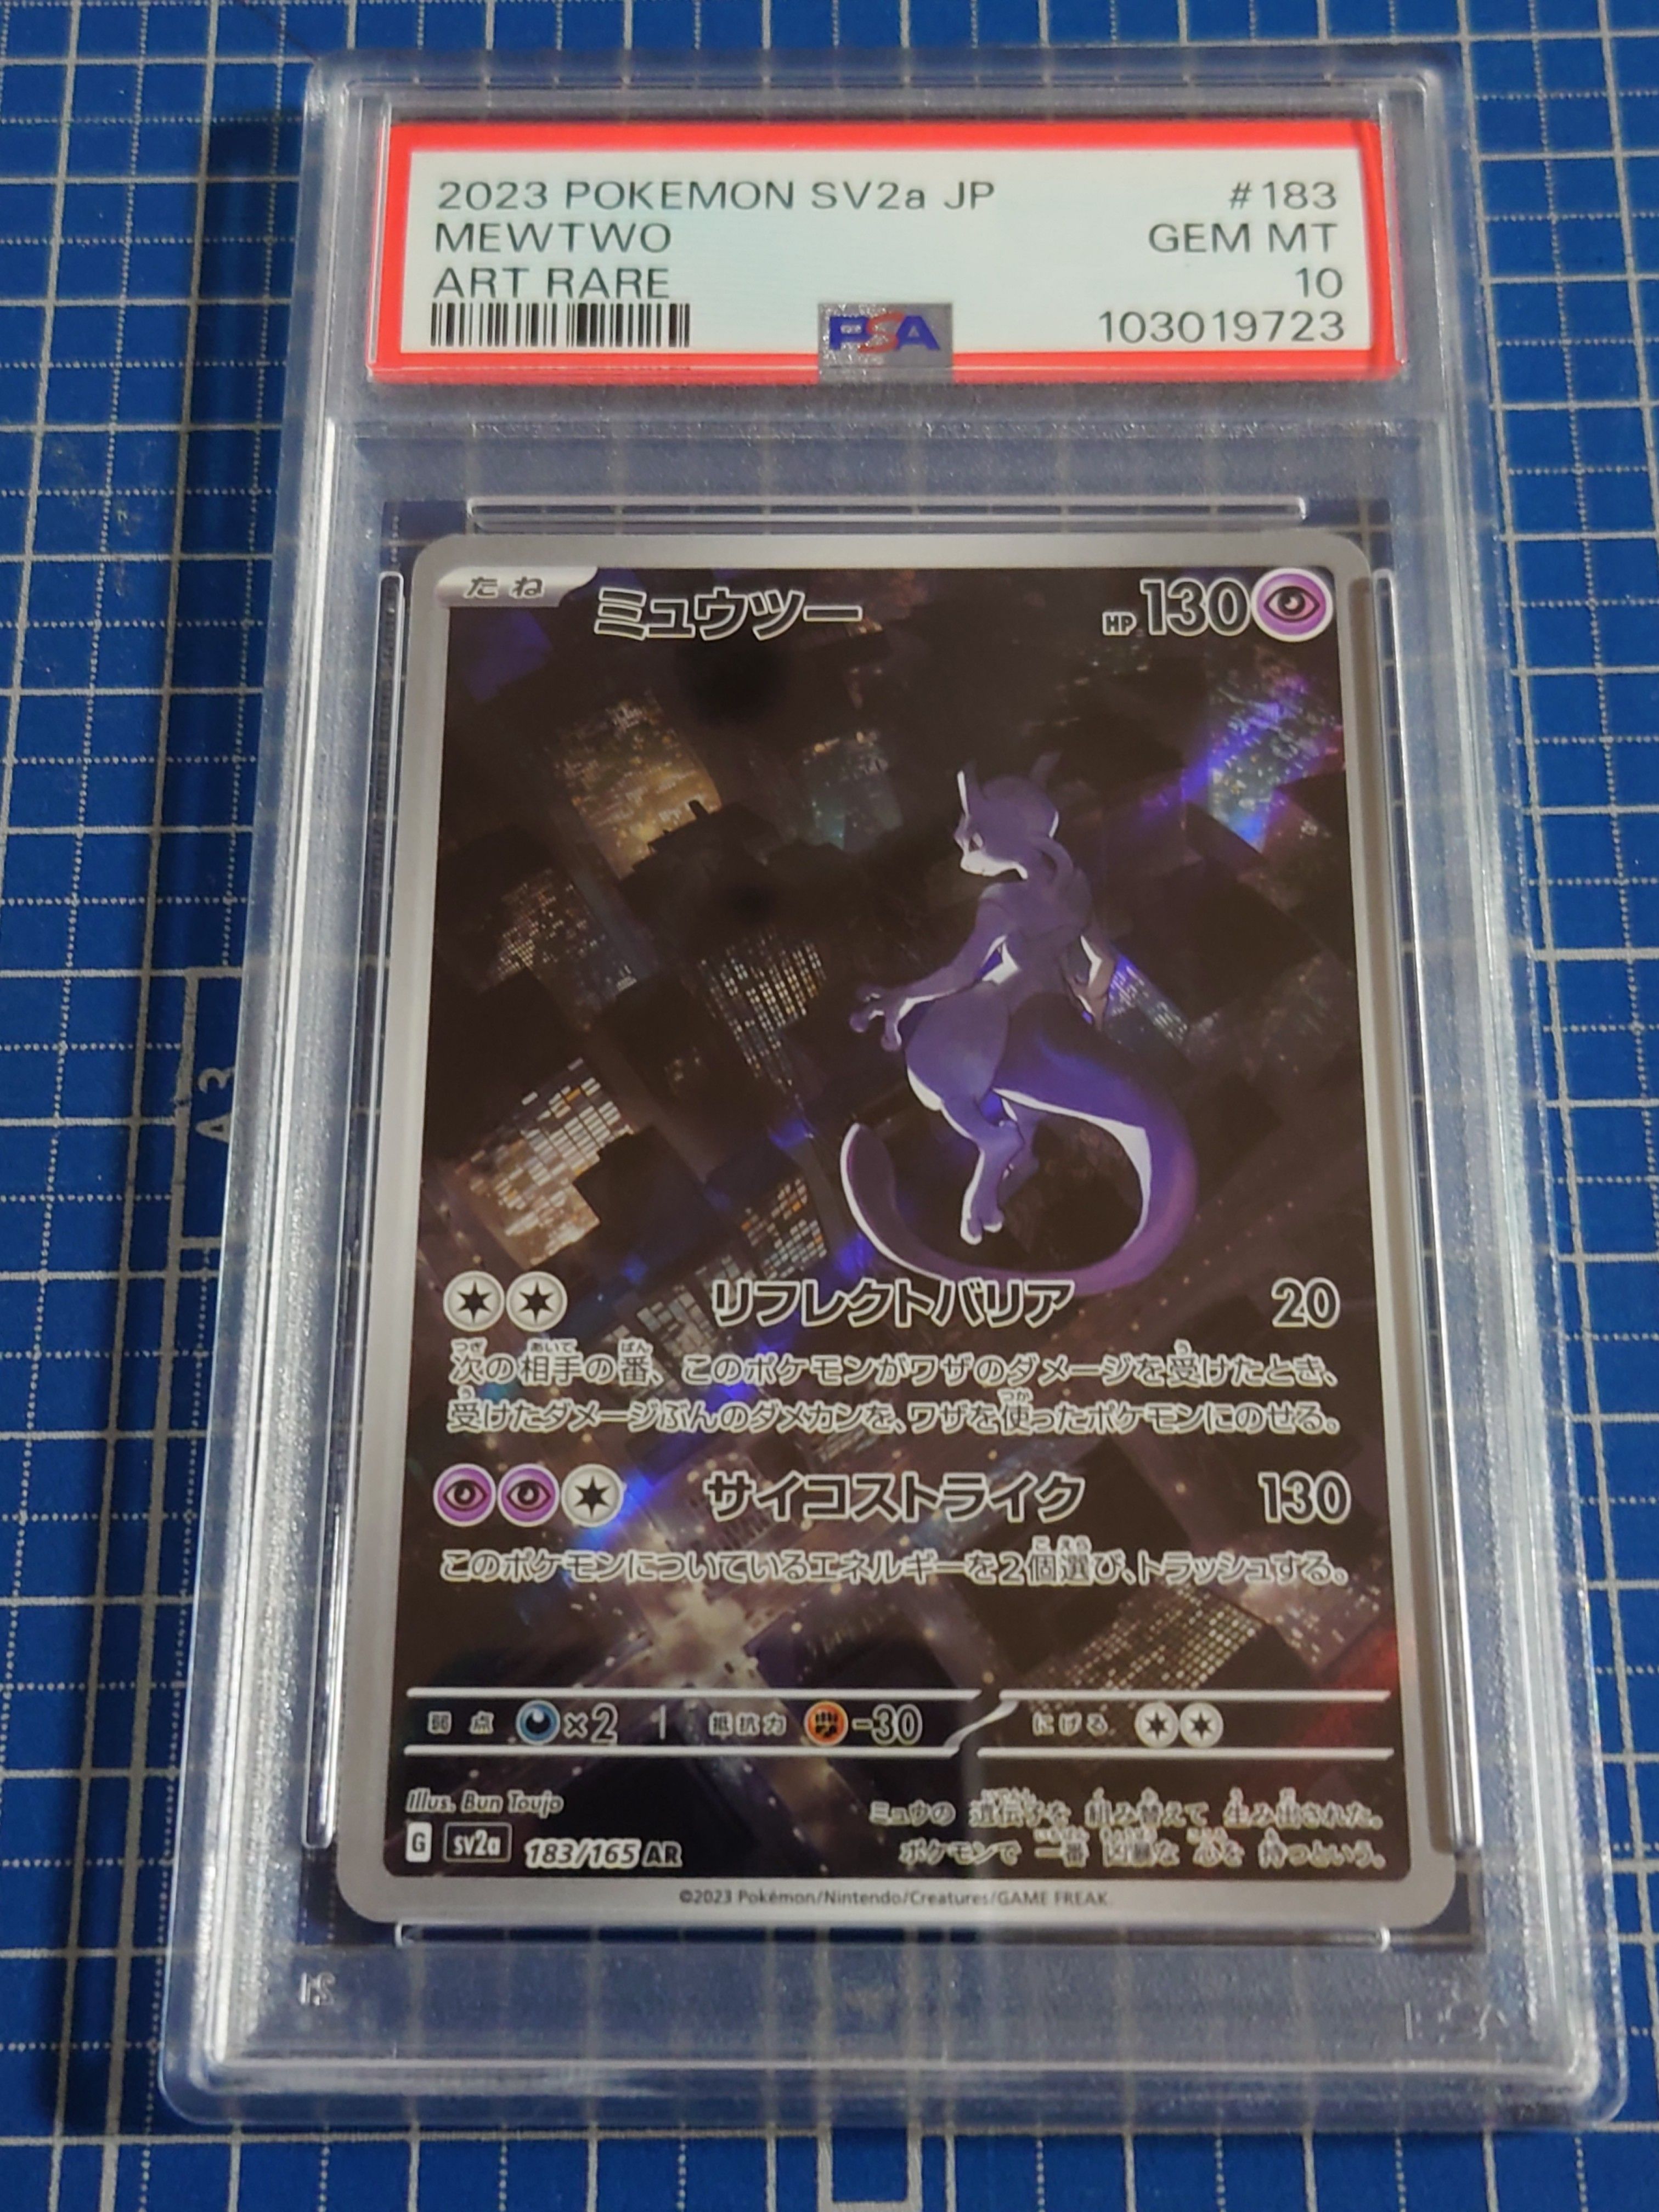 2023 POKEMON SV2a JP #183
MEWTWO GEM MT
ART RARE 10
PSA 103019723
たね ミュウツー HP 130
リフレクトバリア 20
次の相手の番、このポケモンがワザのダメージを受けたとき、
受けたダメージぶんのダメカンを、ワザを使ったポケモンにのせる。
サイコストライク 130
このポケモンについているエネルギーを2個選び、トラッシュする。
弱点 ×2 抵抗力 -30 にげる
Illus. Bun Toujo
ミュウの 遺伝子を 組み替えて 生み出された。
ポケモンで 一番 凶暴な 心を 持つという。
G sv2a 183/165 AR
©2023 Pokémon/Nintendo/Creatures/GAME FREAK.
A3